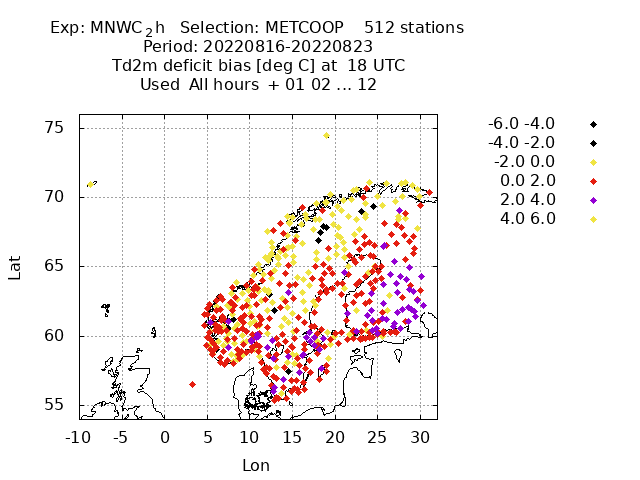 Exp: MNWC_2h   Selection: METCOOP    512 stations
Period: 20220816-20220823
Td2m deficit bias [deg C] at  18 UTC
Used  All hours  + 01 02 ... 12
-6.0 -4.0
-4.0 -2.0
-2.0 0.0
0.0 2.0
2.0 4.0
4.0 6.0
75
70
65
60
55
Lat
-10 -5 0 5 10 15 20 25 30
Lon